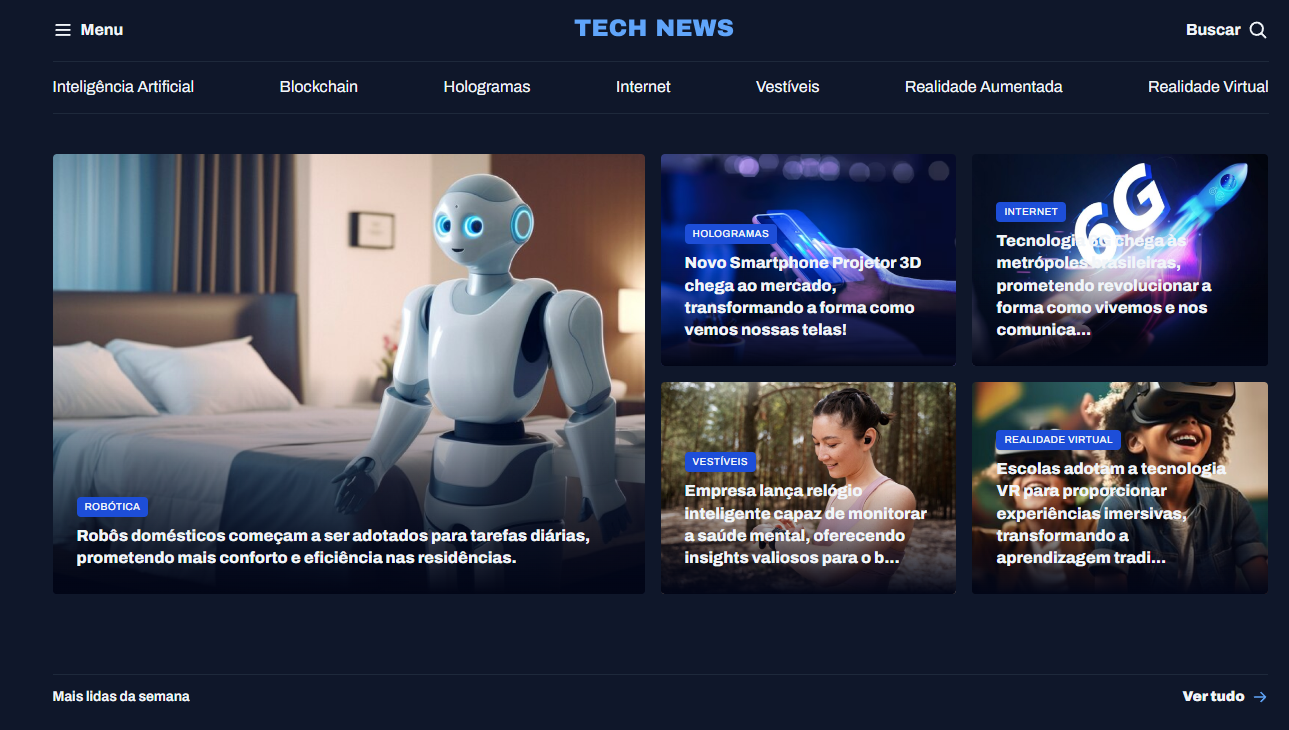 Menu
TECH NEWS
Buscar
Inteligência Artificial
Blockchain
Hologramas
Internet
Vestíveis
Realidade Aumentada
Realidade Virtual
ROBÓTICA
Robôs domésticos começam a ser adotados para tarefas diárias,
prometendo mais conforto e eficiência nas residências.
HOLOGRAMAS
Novo Smartphone Projetor 3D
chega ao mercado,
transformando a forma como
vemos nossas telas!
6G
INTERNET
Tecnologia 6G chega às
metrópoles brasileiras,
prometendo revolucionar a
forma como vivemos e nos
comunica...
VESTÍVEIS
Empresa lança relógio
inteligente capaz de monitorar
a saúde mental, oferecendo
insights valiosos para o b...
REALIDADE VIRTUAL
Escolas adotam a tecnologia
VR para proporcionar
experiências imersivas,
transformando a
aprendizagem tradi...
Mais lidas da semana
Ver tudo